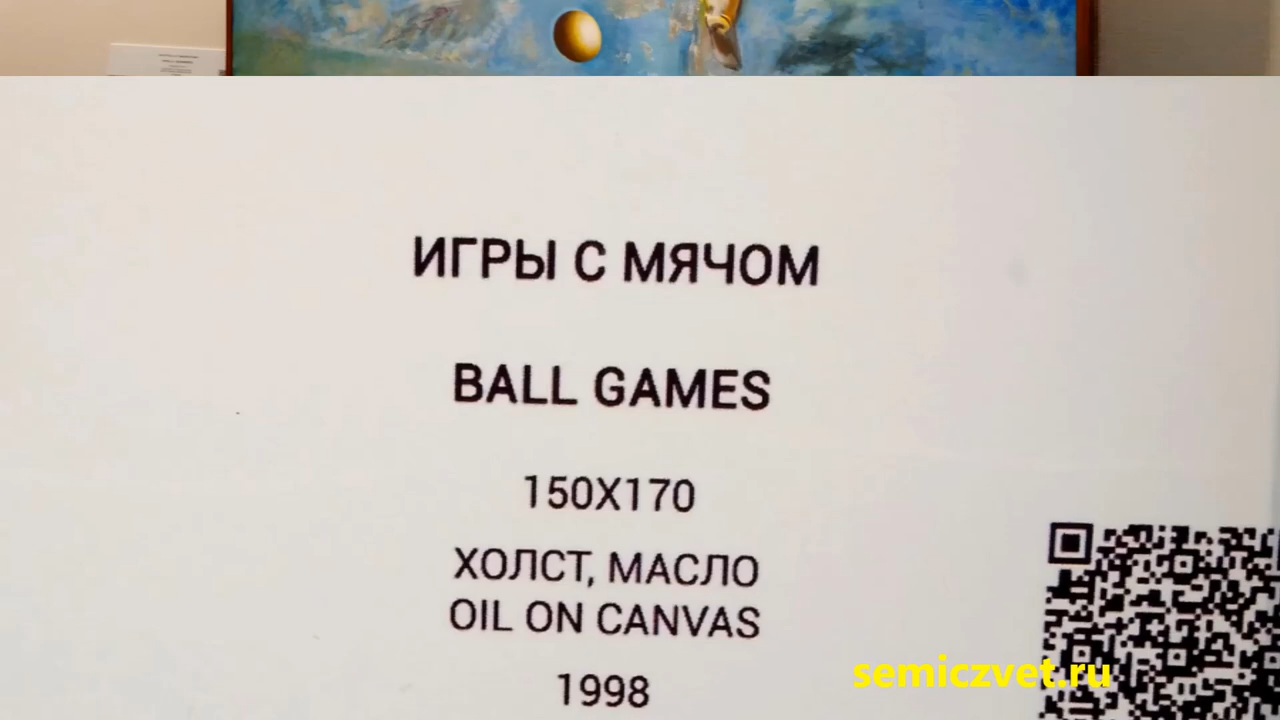 ИГРЫ С МЯЧОМ
BALL GAMES
150X170
ХОЛСТ, МАСЛО
OIL ON CANVAS
1998
semiczvet.ru